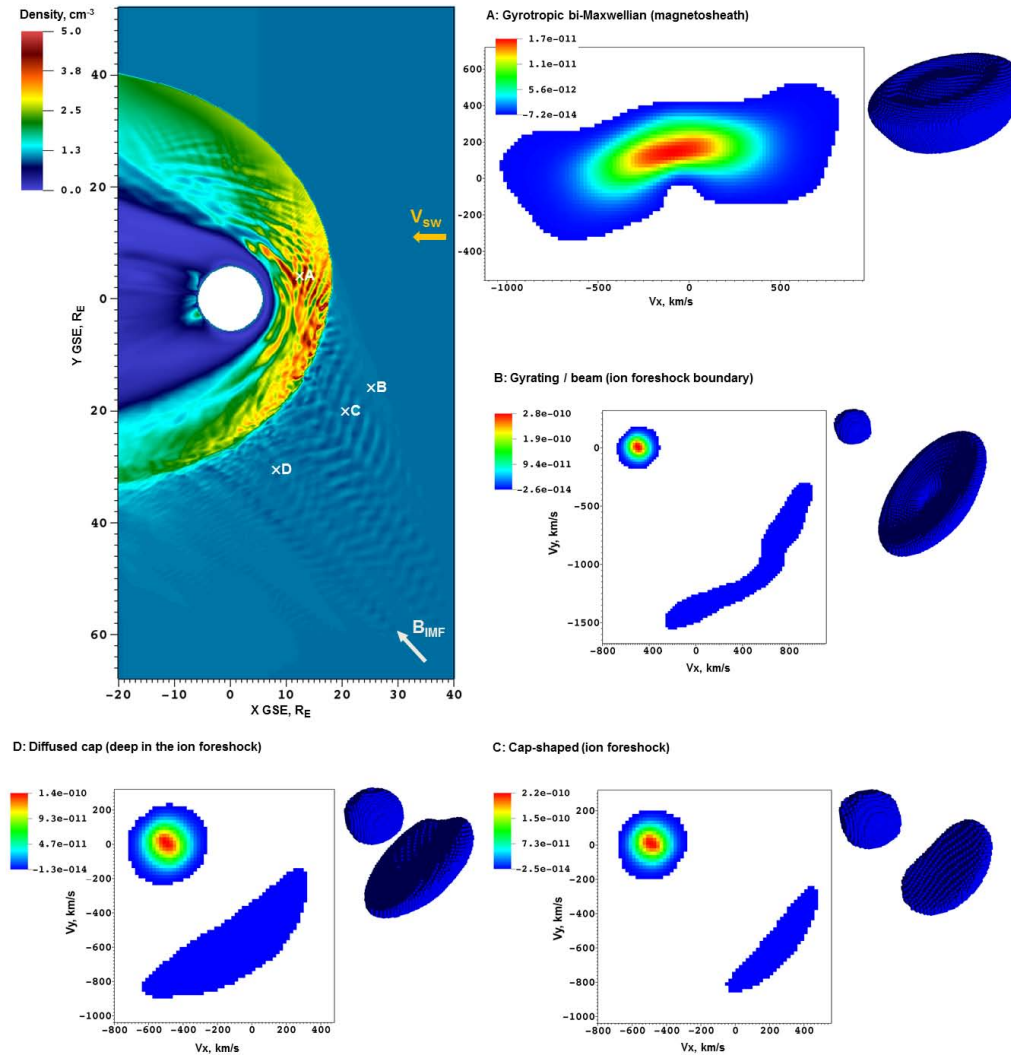 Density, cm-3
5.0
3.8
2.5
1.3
0.0
Y GSE, RE
40
20
0
20
40
60
-20
-10
0
10
20
30
40
X GSE, RE
VSW
A
B
C
D
BIMF
A: Gyrotropic bi-Maxwellian (magnetosheath)
1.7e-011
1.1e-011
5.6e-012
-7.2e-014
600
400
200
0
-200
-400
-1000
-500
0
500
Vx, km/s
B: Gyrating / beam (ion foreshock boundary)
2.8e-010
1.9e-010
9.4e-011
-2.6e-014
Vy, km/s
0
-500
-1000
-1500
-800
400
0
400
800
Vx, km/s
D: Diffused cap (deep in the ion foreshock)
1.4e-010
9.3e-011
4.7e-011
-1.3e-014
Vy, km/s
200
0
-200
-400
-600
-800
-1000
-800
-600
-400
-200
0
200
400
Vx, km/s
C: Cap-shaped (ion foreshock)
2.2e-010
1.5e-010
7.3e-011
-2.5e-014
Vy, km/s
200
0
-200
-400
-600
-800
-1000
-800
-400
0
400
Vx, km/s